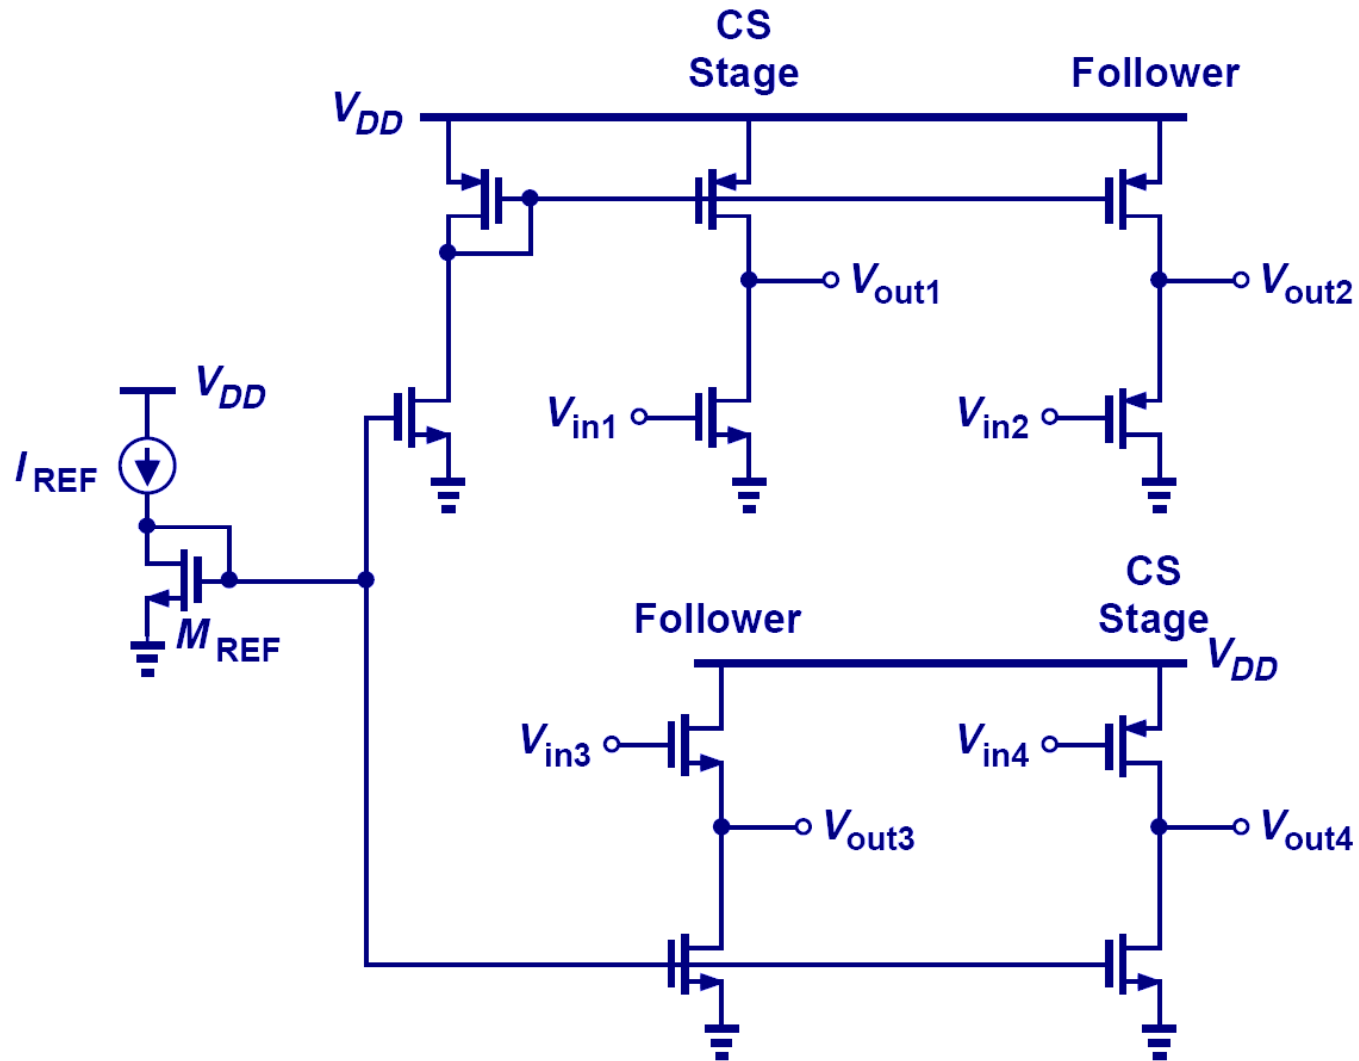 CS
Stage
Follower
VDD
Vout1
Vout2
VDD
Vin1
Vin2
IREF
MREF
CS
Follower
Stage
VDD
Vin3
Vin4
Vout3
Vout4